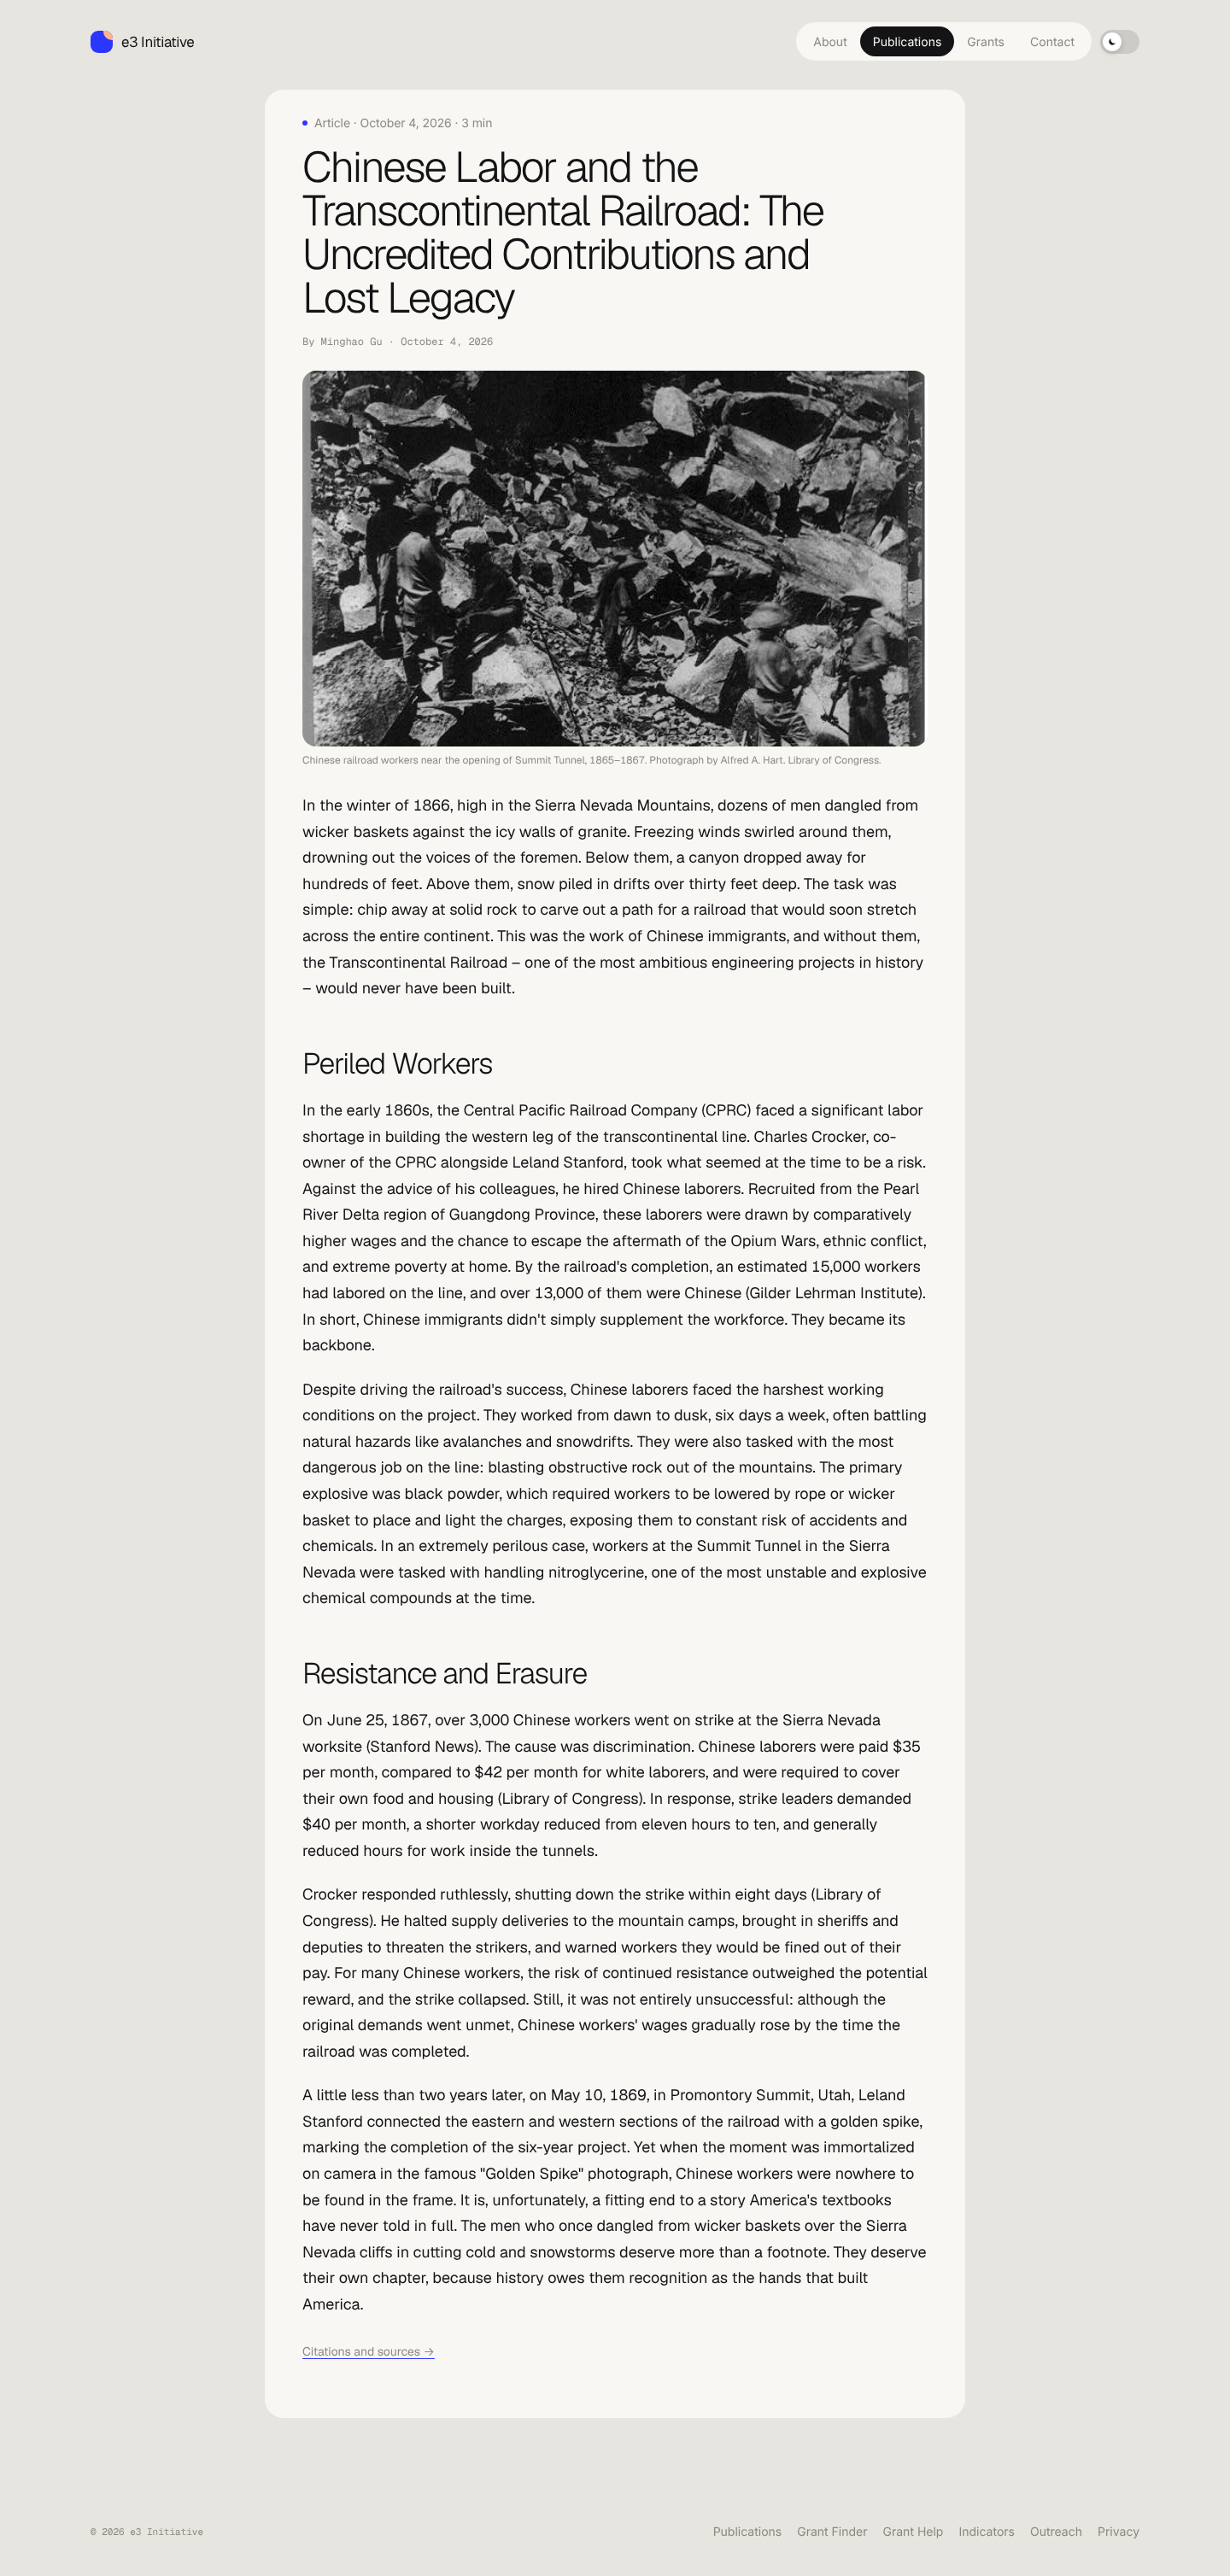 e3 Initiative
About
Publications
Grants
Contact
Article · October 4, 2026 · 3 min
Chinese Labor and the
Transcontinental Railroad: The
Uncredited Contributions and
Lost Legacy
By Minghao Gu · October 4, 2026
Chinese railroad workers near the opening of Summit Tunnel, 1865–1867. Photograph by Alfred A. Hart. Library of Congress.
In the winter of 1866, high in the Sierra Nevada Mountains, dozens of men dangled from
wicker baskets against the icy walls of granite. Freezing winds swirled around them,
drowning out the voices of the foremen. Below them, a canyon dropped away for
hundreds of feet. Above them, snow piled in drifts over thirty feet deep. The task was
simple: chip away at solid rock to carve out a path for a railroad that would soon stretch
across the entire continent. This was the work of Chinese immigrants, and without them,
the Transcontinental Railroad – one of the most ambitious engineering projects in history
– would never have been built.
Periled Workers
In the early 1860s, the Central Pacific Railroad Company (CPRC) faced a significant labor
shortage in building the western leg of the transcontinental line. Charles Crocker, co-
owner of the CPRC alongside Leland Stanford, took what seemed at the time to be a risk.
Against the advice of his colleagues, he hired Chinese laborers. Recruited from the Pearl
River Delta region of Guangdong Province, these laborers were drawn by comparatively
higher wages and the chance to escape the aftermath of the Opium Wars, ethnic conflict,
and extreme poverty at home. By the railroad's completion, an estimated 15,000 workers
had labored on the line, and over 13,000 of them were Chinese (Gilder Lehrman Institute).
In short, Chinese immigrants didn't simply supplement the workforce. They became its
backbone.
Despite driving the railroad's success, Chinese laborers faced the harshest working
conditions on the project. They worked from dawn to dusk, six days a week, often battling
natural hazards like avalanches and snowdrifts. They were also tasked with the most
dangerous job on the line: blasting obstructive rock out of the mountains. The primary
explosive was black powder, which required workers to be lowered by rope or wicker
basket to place and light the charges, exposing them to constant risk of accidents and
chemicals. In an extremely perilous case, workers at the Summit Tunnel in the Sierra
Nevada were tasked with handling nitroglycerine, one of the most unstable and explosive
chemical compounds at the time.
Resistance and Erasure
On June 25, 1867, over 3,000 Chinese workers went on strike at the Sierra Nevada
worksite (Stanford News). The cause was discrimination. Chinese laborers were paid $35
per month, compared to $42 per month for white laborers, and were required to cover
their own food and housing (Library of Congress). In response, strike leaders demanded
$40 per month, a shorter workday reduced from eleven hours to ten, and generally
reduced hours for work inside the tunnels.
Crocker responded ruthlessly, shutting down the strike within eight days (Library of
Congress). He halted supply deliveries to the mountain camps, brought in sheriffs and
deputies to threaten the strikers, and warned workers they would be fined out of their
pay. For many Chinese workers, the risk of continued resistance outweighed the potential
reward, and the strike collapsed. Still, it was not entirely unsuccessful: although the
original demands went unmet, Chinese workers' wages gradually rose by the time the
railroad was completed.
A little less than two years later, on May 10, 1869, in Promontory Summit, Utah, Leland
Stanford connected the eastern and western sections of the railroad with a golden spike,
marking the completion of the six-year project. Yet when the moment was immortalized
on camera in the famous "Golden Spike" photograph, Chinese workers were nowhere to
be found in the frame. It is, unfortunately, a fitting end to a story America's textbooks
have never told in full. The men who once dangled from wicker baskets over the Sierra
Nevada cliffs in cutting cold and snowstorms deserve more than a footnote. They deserve
their own chapter, because history owes them recognition as the hands that built
America.
Citations and sources →
© 2026 e3 Initiative
Publications
Grant Finder
Grant Help
Indicators
Outreach
Privacy